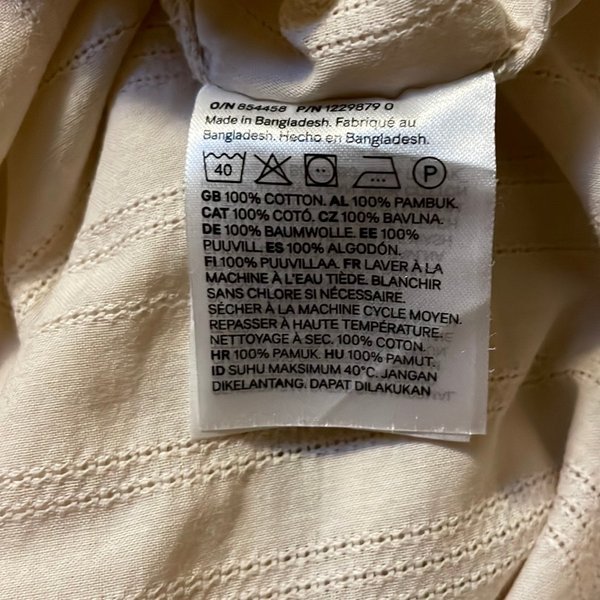 O/N 854458 P/N 1229879 0
Made in Bangladesh. Fabriqué au
Bangladesh. Hecho en Bangladesh.
40 P
GB 100% COTTON. AL 100% PAMBUK.
CAT 100% COTÓ. CZ 100% BAVLNA.
DE 100% BAUMWOLLE. EE 100%
PUUVILL. ES 100% ALGODÓN.
FI 100% PUUVILLAA. FR LAVER À LA
MACHINE À L'EAU TIÈDE. BLANCHIR
SANS CHLORE SI NÉCESSAIRE.
SÉCHER À LA MACHINE CYCLE MOYEN.
REPASSER À HAUTE TEMPÉRATURE.
NETTOYAGE À SEC. 100% COTON.
HR 100% PAMUK. HU 100% PAMUT.
ID SUHU MAKSIMUM 40°C. JANGAN
DIKELANTANG. DAPAT DILAKUKAN